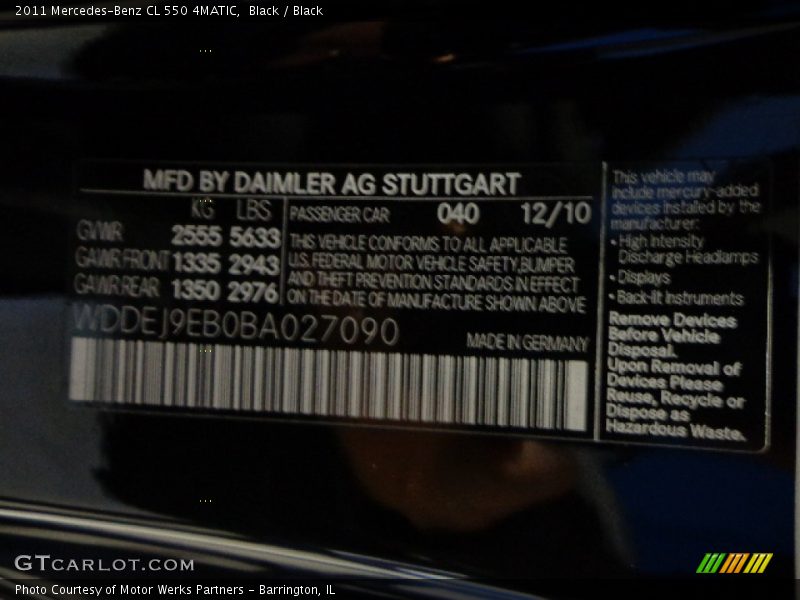 2011 Mercedes-Benz CL 550 4MATIC, Black / Black
MFD BY DAIMLER AG STUTTGART
KG LBS
GVWR 2555 5633
GAWR FRONT 1335 2943
GAWR REAR 1350 2976
PASSENGER CAR 040 12/10
THIS VEHICLE CONFORMS TO ALL APPLICABLE
U.S. FEDERAL MOTOR VEHICLE SAFETY, BUMPER
AND THEFT PREVENTION STANDARDS IN EFFECT
ON THE DATE OF MANUFACTURE SHOWN ABOVE
WDDEJ9EB0BA027090
MADE IN GERMANY
This vehicle may
include mercury-added
devices installed by the
manufacturer:
• High Intensity
Discharge Headlamps
• Displays
• Back-lit Instruments
Remove Devices
Before Vehicle
Disposal.
Upon Removal of
Devices Please
Reuse, Recycle or
Dispose as
Hazardous Waste.
GTCARLOT.COM
Photo Courtesy of Motor Werks Partners - Barrington, IL